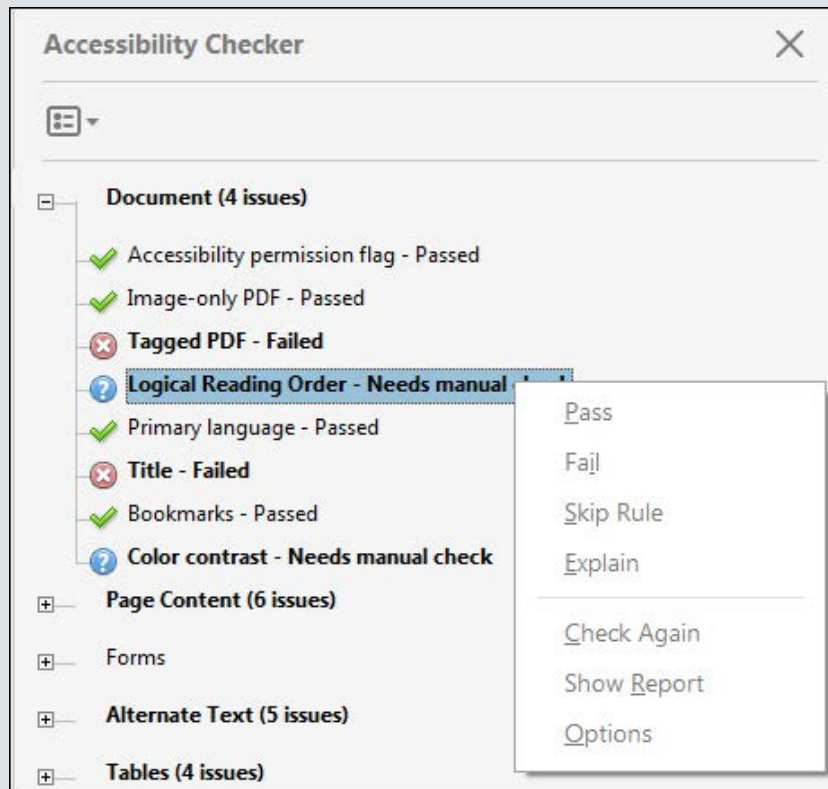 Accessibility Checker
Document (4 issues)
Accessibility permission flag - Passed
Image-only PDF - Passed
Tagged PDF - Failed
Logical Reading Order - Needs manual
Primary language - Passed
Title - Failed
Bookmarks - Passed
Color contrast - Needs manual check
Page Content (6 issues)
Forms
Alternate Text (5 issues)
Tables (4 issues)
Pass
Fail
Skip Rule
Explain
Check Again
Show Report
Options